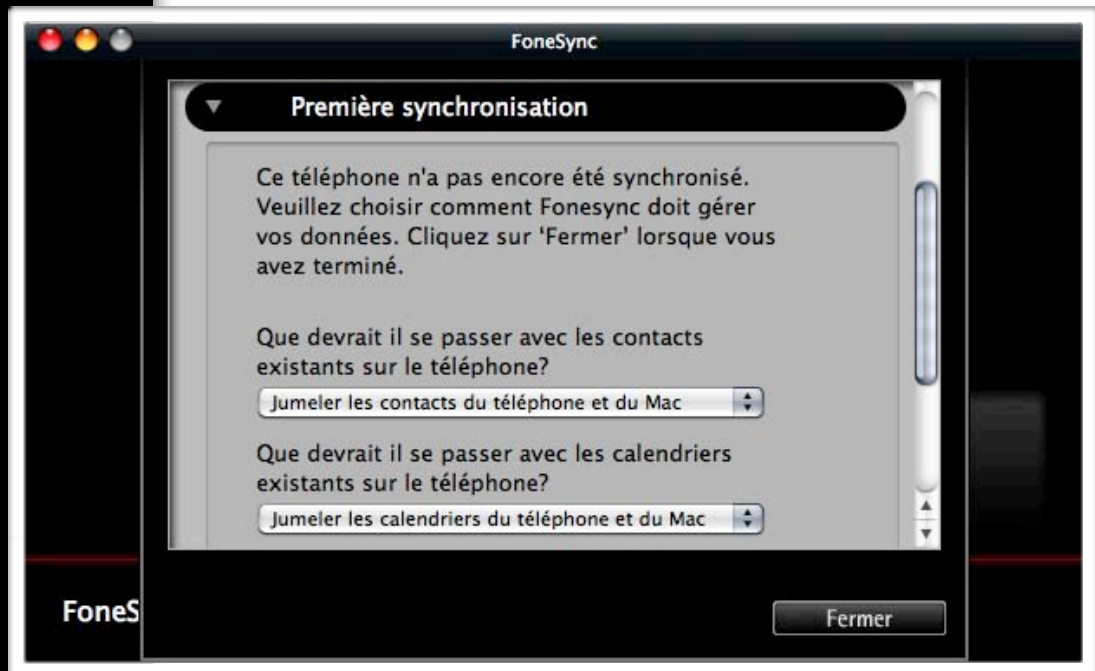 FoneSync
Première synchronisation
Ce téléphone n'a pas encore été synchronisé.
Veuillez choisir comment Fonesync doit gérer
vos données. Cliquez sur ‘Fermer’ lorsque vous
avez terminé.
Que devrait il se passer avec les contacts
existants sur le téléphone?
Jumeler les contacts du téléphone et du Mac
Que devrait il se passer avec les calendriers
existants sur le téléphone?
Jumeler les calendriers du téléphone et du Mac
FoneS
Fermer